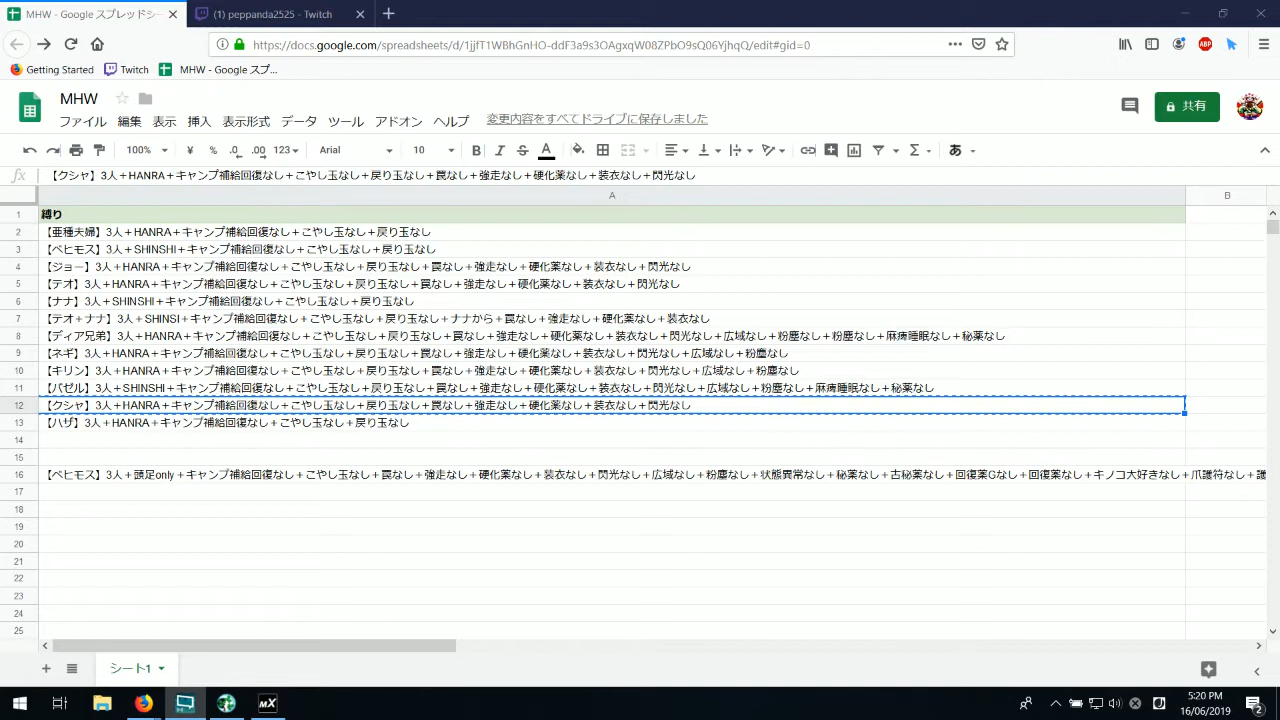 MHW - Google スプレッドシー
(1) peppanda2525 - Twitch
https://docs.google.com/spreadsheets/d/1jjfT1WBhGnHO-ddF3a9s3OAgxqW08ZPbO9sQ06YjhqQ/edit#gid=0
Getting Started
Twitch
MHW - Google スプ...
MHW
ファイル 編集 表示 挿入 表示形式 データ ツール アドオン ヘルプ
変更内容をすべてドライブに保存しました
共有
100% ¥ % .0 .00 123 Arial 10 B I S A Σ あ
fx 【クシャ】3人＋HANRA＋キャンプ補給回復なし＋こやし玉なし＋戻り玉なし＋罠なし＋強走なし＋硬化薬なし＋装衣なし＋閃光なし
A B
1 縛り
2 【亜種夫婦】3人＋HANRA＋キャンプ補給回復なし＋こやし玉なし＋戻り玉なし
3 【ベヒモス】3人＋SHINSHI＋キャンプ補給回復なし＋こやし玉なし＋戻り玉なし
4 【ジョー】3人＋HANRA＋キャンプ補給回復なし＋こやし玉なし＋戻り玉なし＋罠なし＋強走なし＋硬化薬なし＋装衣なし＋閃光なし
5 【テオ】3人＋HANRA＋キャンプ補給回復なし＋こやし玉なし＋戻り玉なし＋罠なし＋強走なし＋硬化薬なし＋装衣なし＋閃光なし
6 【ナナ】3人＋SHINSHI＋キャンプ補給回復なし＋こやし玉なし＋戻り玉なし
7 【テオ＋ナナ】3人＋SHINSI＋キャンプ補給回復なし＋こやし玉なし＋戻り玉なし＋ナナから＋罠なし＋強走なし＋硬化薬なし＋装衣なし
8 【ディア兄弟】3人＋HANRA＋キャンプ補給回復なし＋こやし玉なし＋戻り玉なし＋罠なし＋強走なし＋硬化薬なし＋装衣なし＋閃光なし＋広域なし＋粉塵なし＋粉塵なし＋麻痺睡眠なし＋秘薬なし
9 【ネギ】3人＋HANRA＋キャンプ補給回復なし＋こやし玉なし＋戻り玉なし＋罠なし＋強走なし＋硬化薬なし＋装衣なし＋閃光なし＋広域なし＋粉塵なし
10 【キリン】3人＋HANRA＋キャンプ補給回復なし＋こやし玉なし＋戻り玉なし＋罠なし＋強走なし＋硬化薬なし＋装衣なし＋閃光なし＋広域なし＋粉塵なし
11 【バゼル】3人＋SHINSHI＋キャンプ補給回復なし＋こやし玉なし＋戻り玉なし＋罠なし＋強走なし＋硬化薬なし＋装衣なし＋閃光なし＋広域なし＋粉塵なし＋麻痺睡眠なし＋秘薬なし
12 【クシャ】3人＋HANRA＋キャンプ補給回復なし＋こやし玉なし＋戻り玉なし＋罠なし＋強走なし＋硬化薬なし＋装衣なし＋閃光なし
13 【ハザ】3人＋HANRA＋キャンプ補給回復なし＋こやし玉なし＋戻り玉なし
14
15
16 【ベヒモス】3人＋頭足only＋キャンプ補給回復なし＋こやし玉なし＋罠なし＋強走なし＋硬化薬なし＋装衣なし＋閃光なし＋広域なし＋粉塵なし＋状態異常なし＋秘薬なし＋古秘薬なし＋回復薬Gなし＋回復薬なし＋キノコ大好きなし＋爪護符なし＋護
17
18
19
20
21
22
23
24
25
シート1
5:20 PM
16/06/2019
2